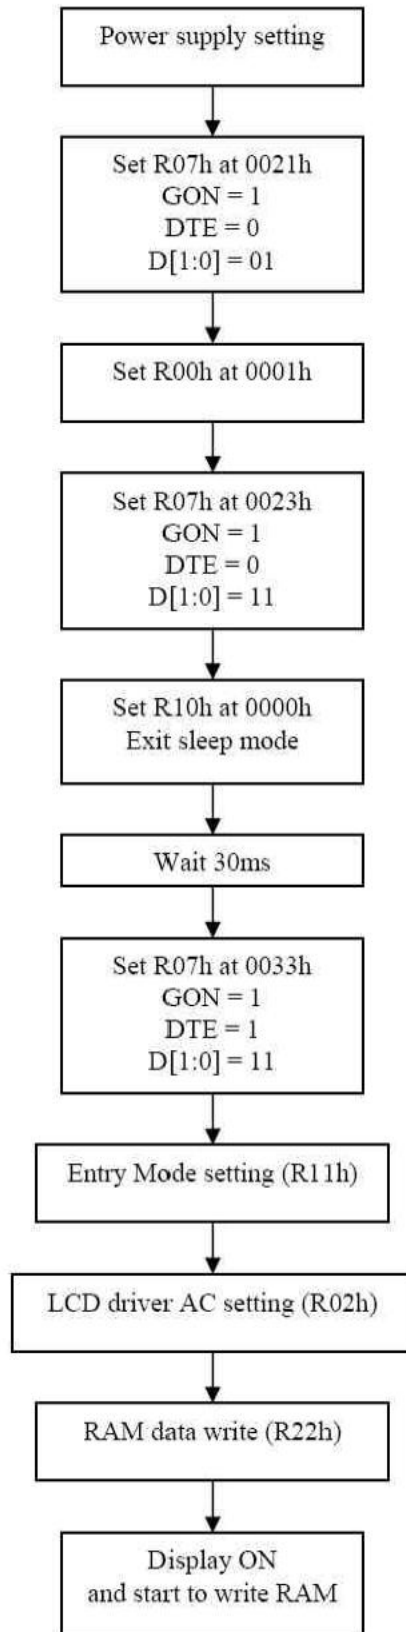 Power supply setting
Set R07h at 0021h
GON = 1
DTE = 0
D[1:0] = 01
Set R00h at 0001h
Set R07h at 0023h
GON = 1
DTE = 0
D[1:0] = 11
Set R10h at 0000h
Exit sleep mode
Wait 30ms
Set R07h at 0033h
GON = 1
DTE = 1
D[1:0] = 11
Entry Mode setting (R11h)
LCD driver AC setting (R02h)
RAM data write (R22h)
Display ON
and start to write RAM